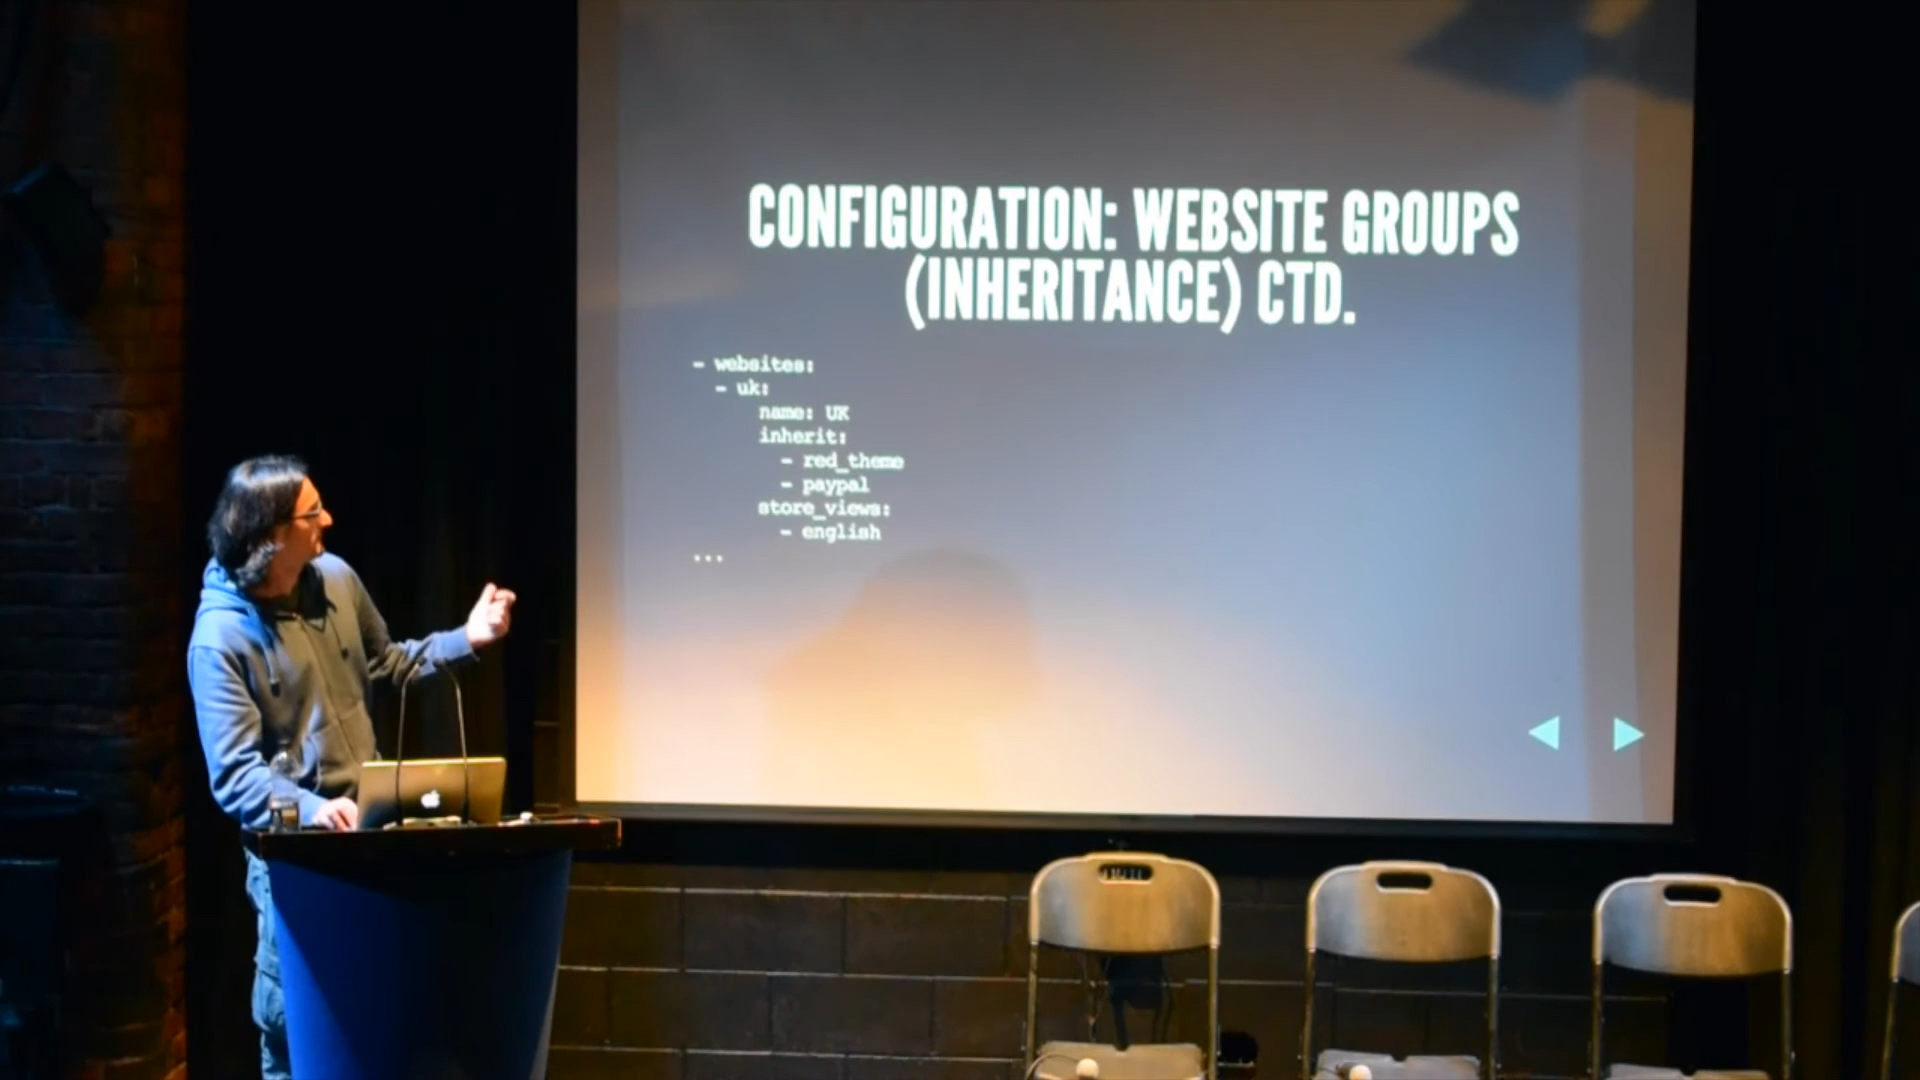 CONFIGURATION: WEBSITE GROUPS
(INHERITANCE) CTD.
- websites:
- uk:
name: UK
inherit:
- red_theme
- paypal
store_views:
- english
...